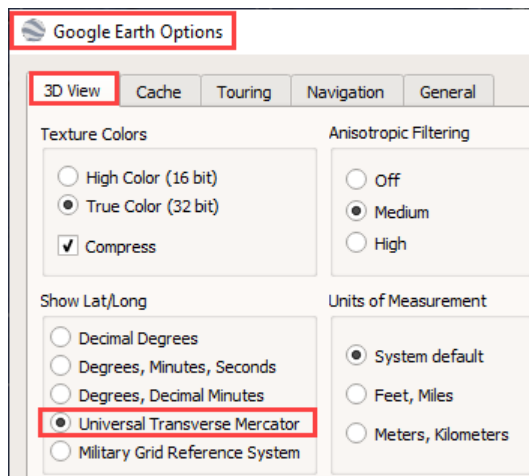 Google Earth Options
3D View Cache Touring Navigation General
Texture Colors
High Color (16 bit)
True Color (32 bit)
Compress
Anisotropic Filtering
Off
Medium
High
Show Lat/Long
Decimal Degrees
Degrees, Minutes, Seconds
Degrees, Decimal Minutes
Universal Transverse Mercator
Military Grid Reference System
Units of Measurement
System default
Feet, Miles
Meters, Kilometers